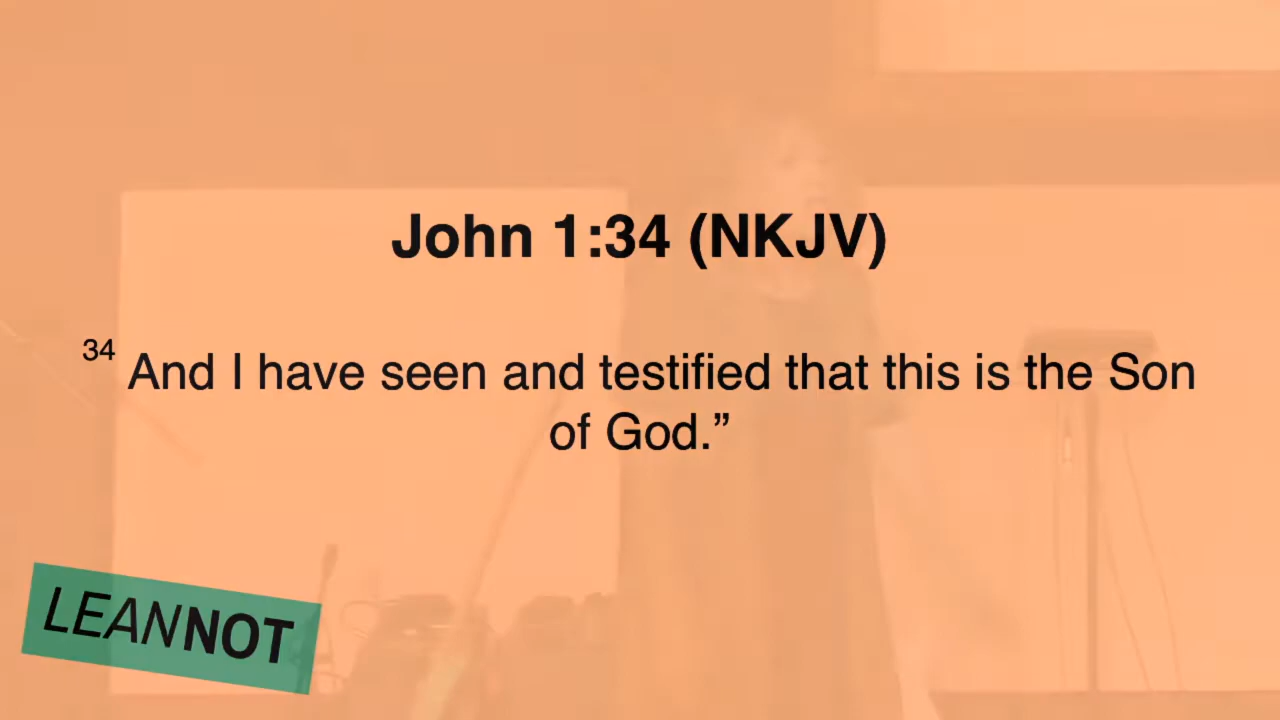 John 1:34 (NKJV)
34 And I have seen and testified that this is the Son
of God.”
LEANNOT